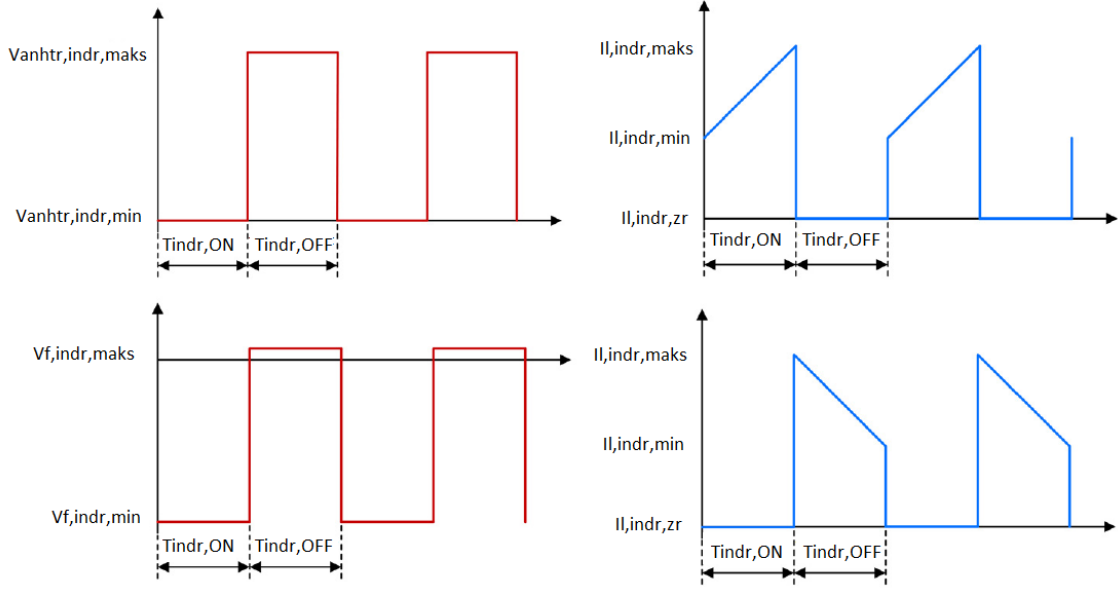 Vanhtr,indr,maks
Vanhtr,indr,min
Tindr,ON Tindr,OFF
Il,indr,maks
Il,indr,min
Il,indr,zr
Tindr,ON Tindr,OFF
Vf,indr,maks
Vf,indr,min
Tindr,ON Tindr,OFF
Il,indr,maks
Il,indr,min
Il,indr,zr
Tindr,ON Tindr,OFF